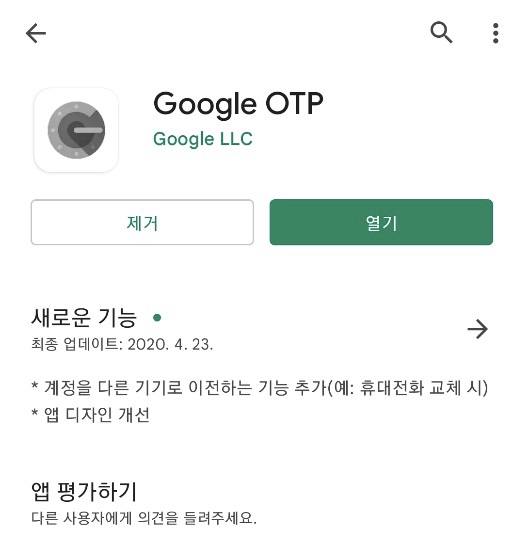 Google OTP
Google LLC
제거
열기
새로운 기능
최종 업데이트: 2020. 4. 23.
* 계정을 다른 기기로 이전하는 기능 추가(예: 휴대전화 교체 시)
* 앱 디자인 개선
앱 평가하기
다른 사용자에게 의견을 들려주세요.